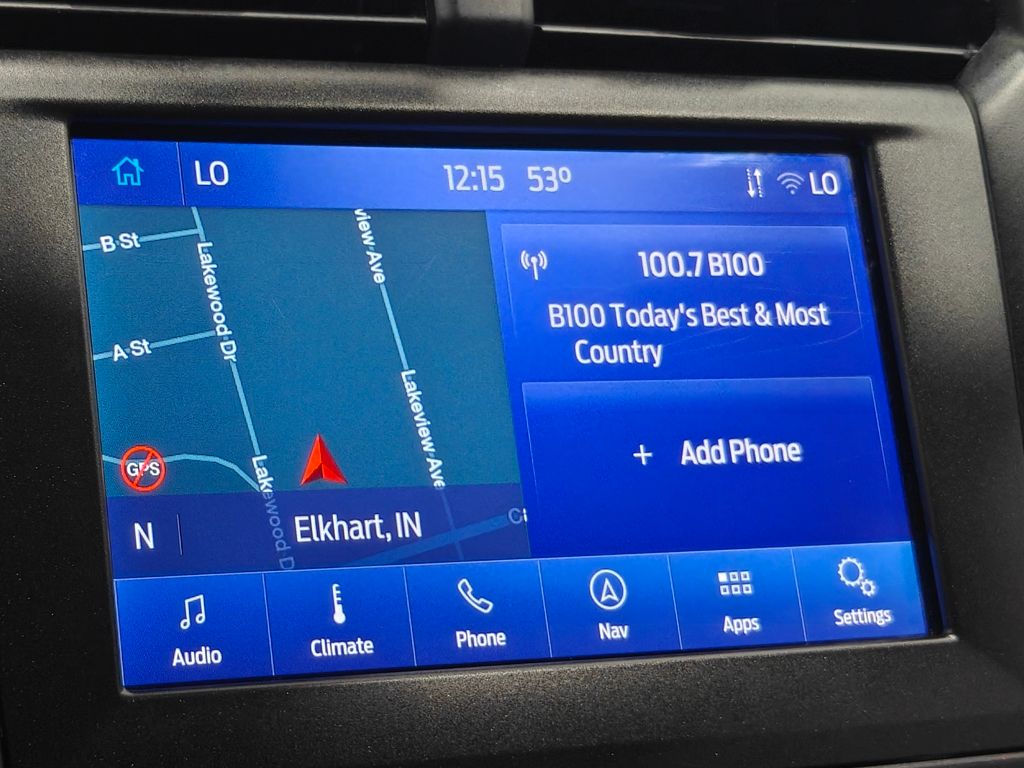 LO
12:15 53°
LO
B St
Lakewood Dr
view Ave
A St
Lakeview Ave
GPS
Lakewood D
N
Elkhart, IN
100.7 B100
B100 Today's Best & Most
Country
+ Add Phone
Audio
Climate
Phone
Nav
Apps
Settings